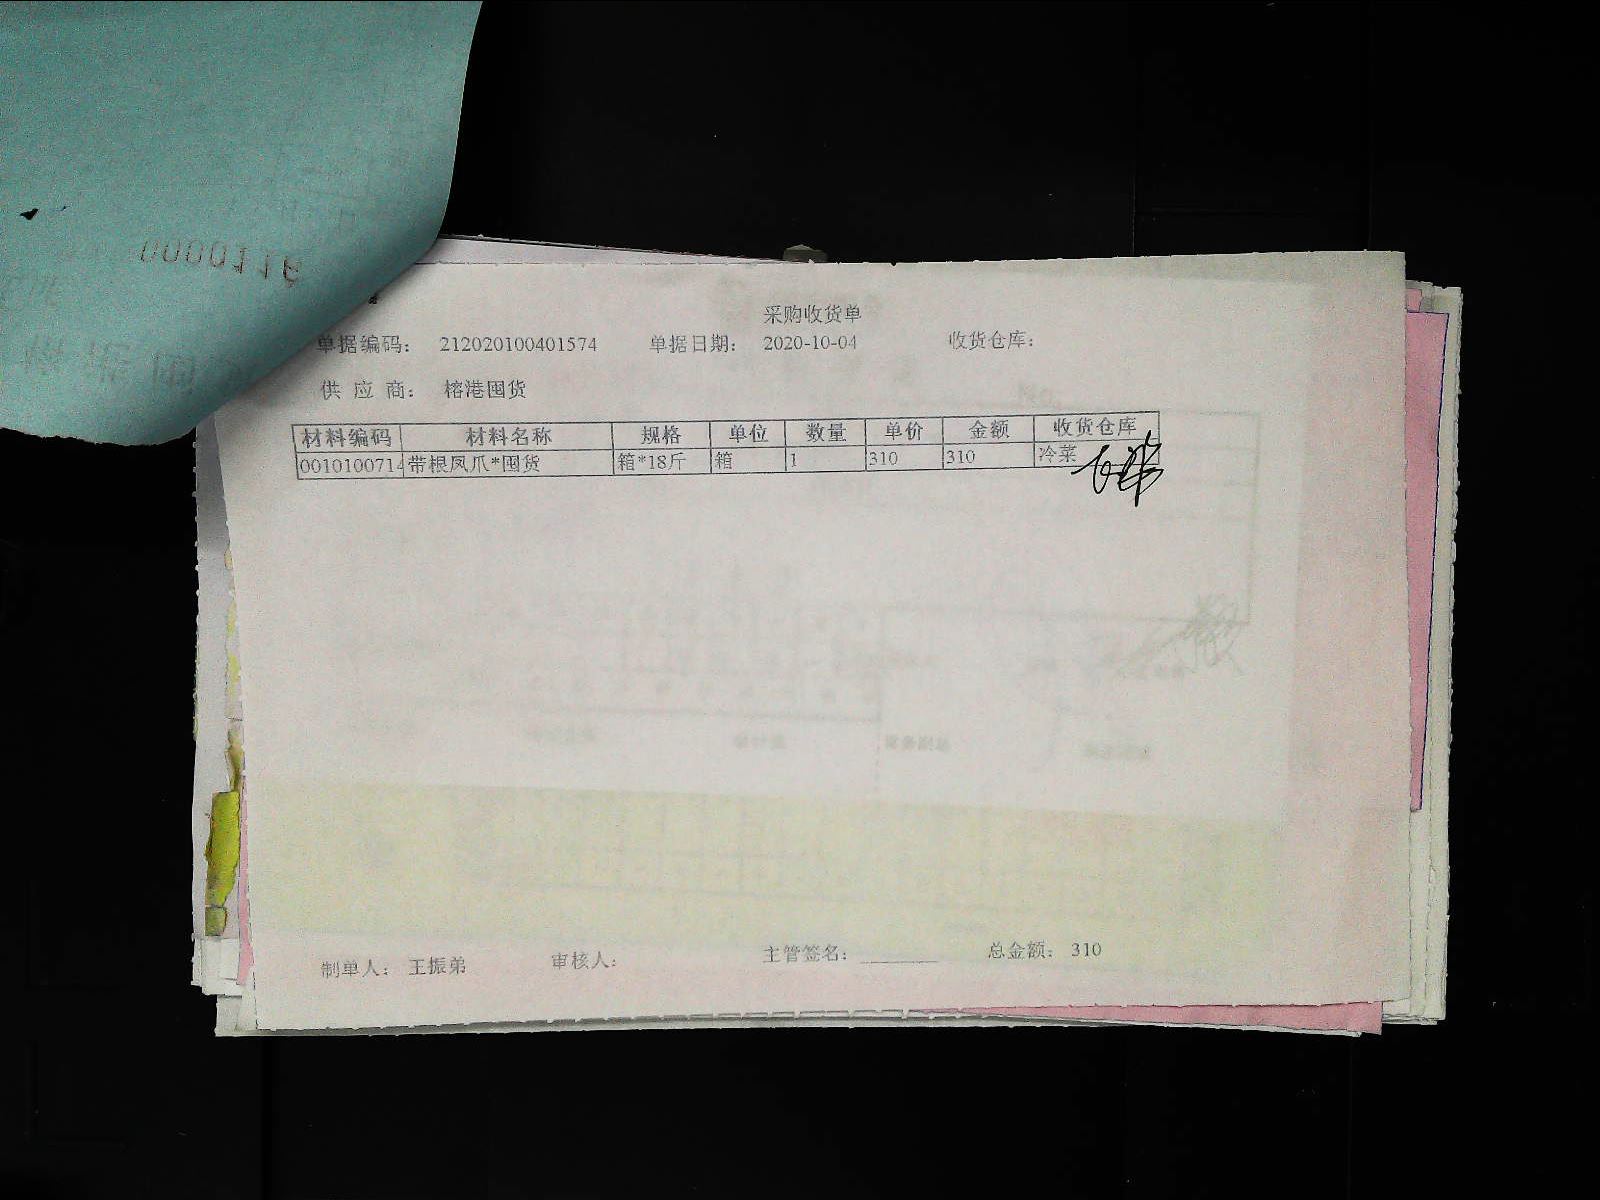 采购收货单
单据编码： 212020100401574 单据日期： 2020-10-04 收货仓库：
供 应 商： 榕港囤货
材料编码 材料名称 规格 单位 数量 单价 金额 收货仓库
0010100714 带根凤爪*囤货 箱*18斤 箱 1 310 310 冷菜
制单人： 王振弟 审核人： 主管签名： ________ 总金额： 310